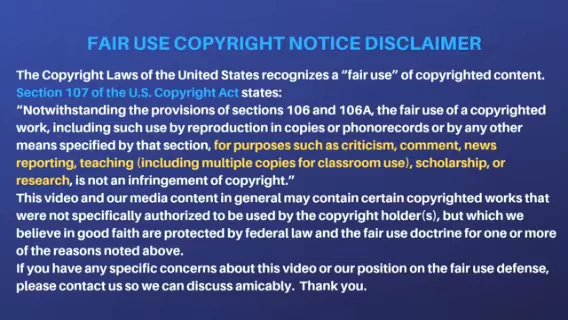 FAIR USE COPYRIGHT NOTICE DISCLAIMER
The Copyright Laws of the United States recognizes a “fair use” of copyrighted content.
Section 107 of the U.S. Copyright Act states:
“Notwithstanding the provisions of sections 106 and 106A, the fair use of a copyrighted
work, including such use by reproduction in copies or phonorecords or by any other
means specified by that section, for purposes such as criticism, comment, news
reporting, teaching (including multiple copies for classroom use), scholarship, or
research, is not an infringement of copyright.”
This video and our media content in general may contain certain copyrighted works that
were not specifically authorized to be used by the copyright holder(s), but which we
believe in good faith are protected by federal law and the fair use doctrine for one or more
of the reasons noted above.
If you have any specific concerns about this video or our position on the fair use defense,
please contact us so we can discuss amicably. Thank you.